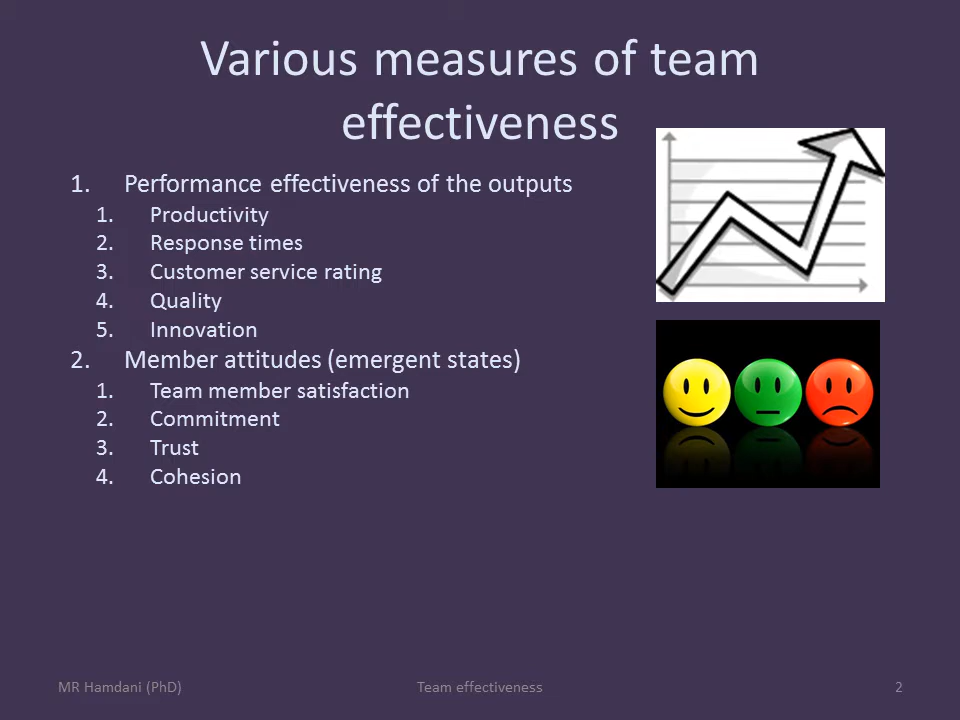 Various measures of team
effectiveness
1. Performance effectiveness of the outputs
1. Productivity
2. Response times
3. Customer service rating
4. Quality
5. Innovation
2. Member attitudes (emergent states)
1. Team member satisfaction
2. Commitment
3. Trust
4. Cohesion
MR Hamdani (PhD) Team effectiveness 2